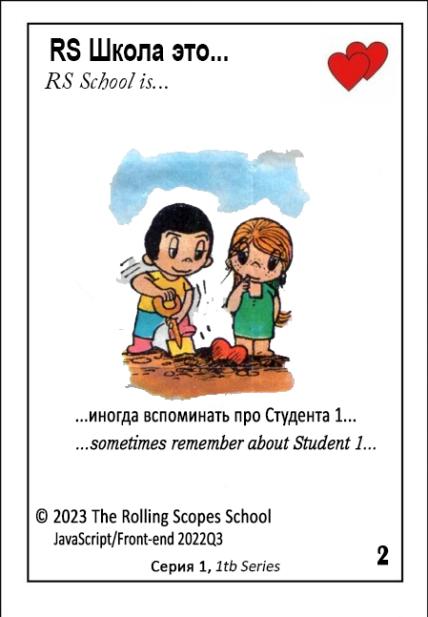 RS Школа это...
RS School is...
...иногда вспоминать про Студента 1...
...sometimes remember about Student 1...
© 2023 The Rolling Scopes School
JavaScript/Front-end 2022Q3
Серия 1, 1tb Series
2